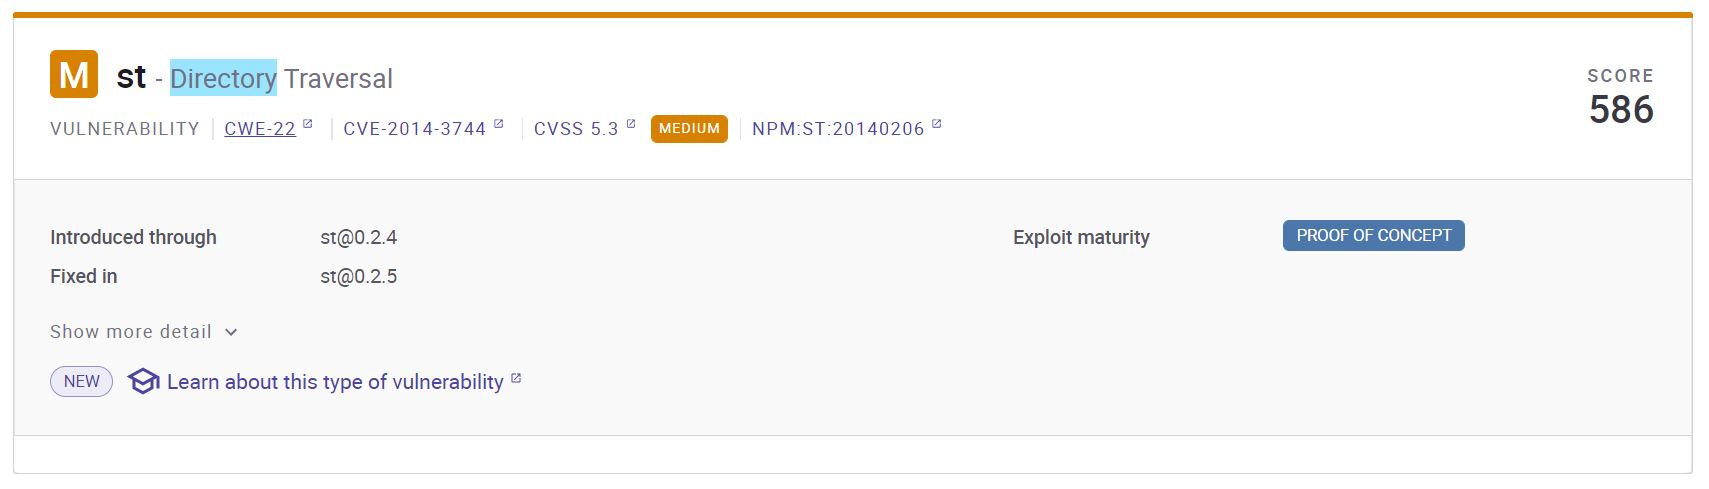 M st - Directory Traversal
SCORE
586
VULNERABILITY | CWE-22 | CVE-2014-3744 | CVSS 5.3 MEDIUM | NPM:ST:20140206
Introduced through st@0.2.4
Exploit maturity PROOF OF CONCEPT
Fixed in st@0.2.5
Show more detail
NEW Learn about this type of vulnerability